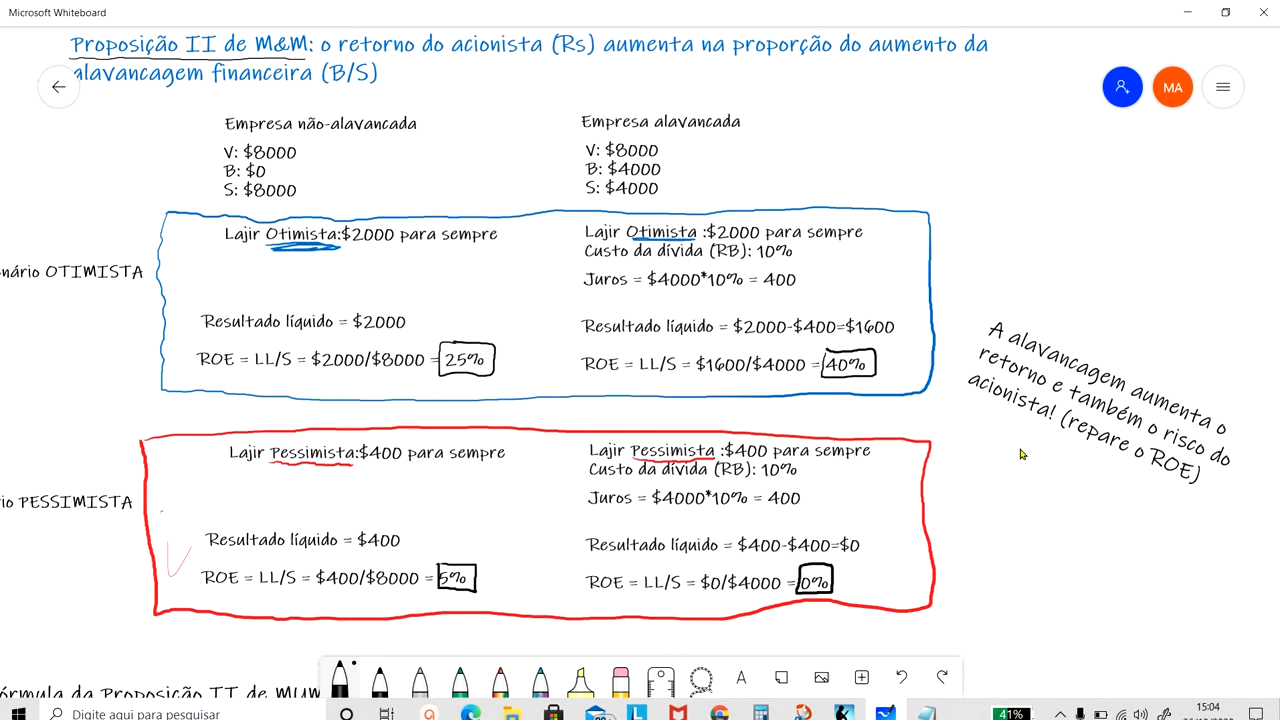 Microsoft Whiteboard
Proposição II de M&M: o retorno do acionista (Rs) aumenta na proporção do aumento da
alavancagem financeira (B/S)
MA
Empresa não-alavancada
V: $8000
B: $0
S: $8000
Empresa alavancada
V: $8000
B: $4000
S: $4000
nário OTIMISTA
Lajir Otimista:$2000 para sempre
Resultado líquido = $2000
ROE = LL/S = $2000/$8000 = 25%
Lajir Otimista :$2000 para sempre
Custo da dívida (RB): 10%
Juros = $4000*10% = 400
Resultado líquido = $2000-$400=$1600
ROE = LL/S = $1600/$4000 = 40%
A alavancagem aumenta o
retorno e também o risco do
acionista! (repare o ROE)
io PESSIMISTA
Lajir Pessimista:$400 para sempre
Resultado líquido = $400
ROE = LL/S = $400/$8000 = 5%
Lajir Pessimista :$400 para sempre
Custo da dívida (RB): 10%
Juros = $4000*10% = 400
Resultado líquido = $400-$400=$0
ROE = LL/S = $0/$4000 = 0%
órmula da Proposição II de M
Digite aqui para pesquisar
41%
15:04